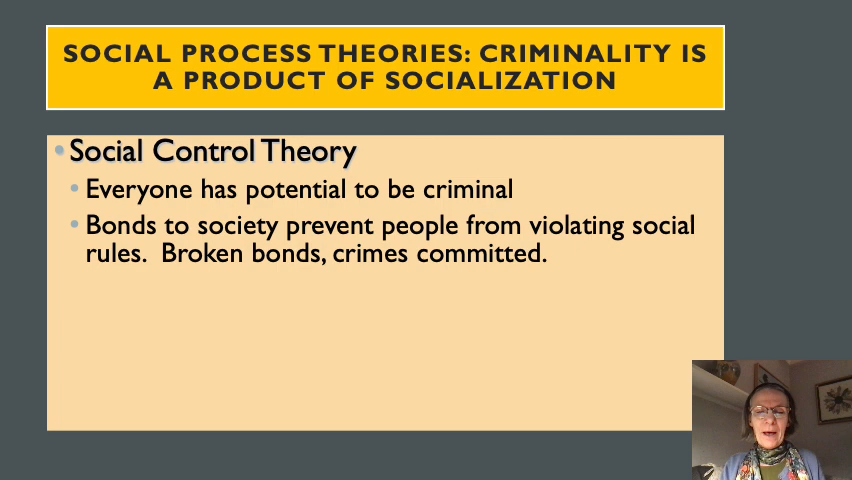 SOCIAL PROCESS THEORIES: CRIMINALITY IS
A PRODUCT OF SOCIALIZATION
• Social Control Theory
• Everyone has potential to be criminal
• Bonds to society prevent people from violating social
rules. Broken bonds, crimes committed.